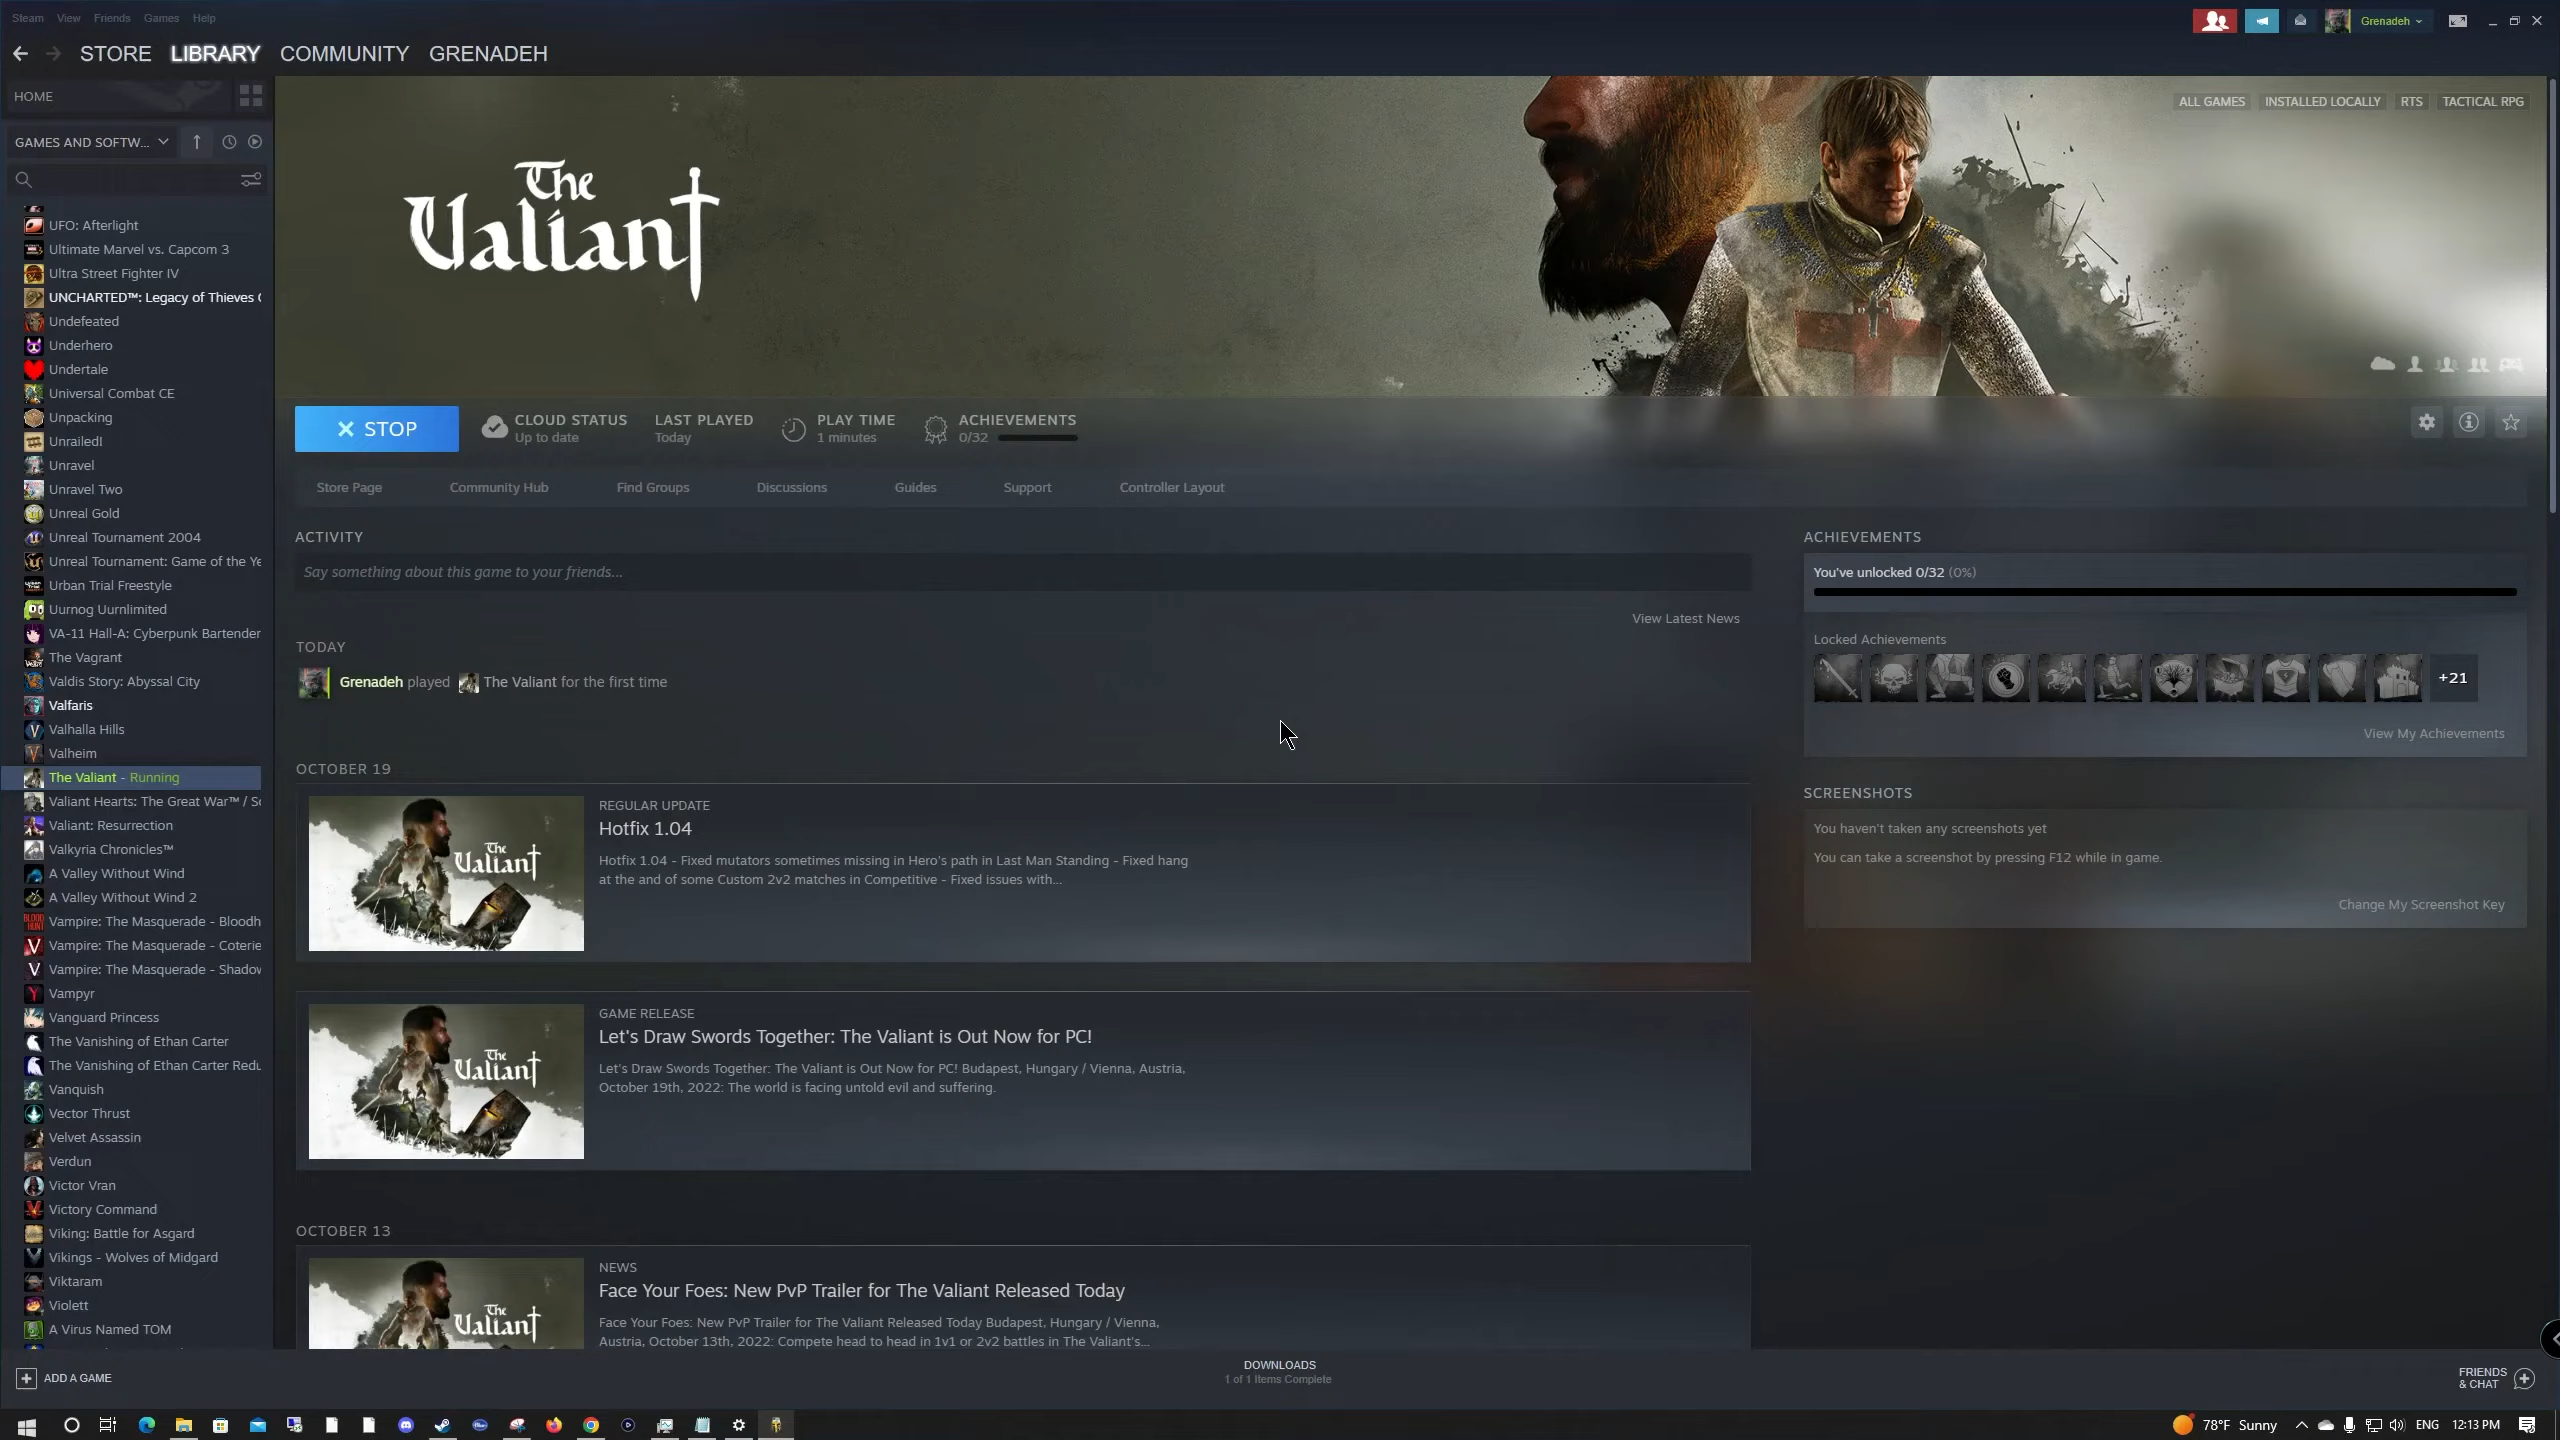 Steam View Friends Games Help
Grenadeh
STORE LIBRARY COMMUNITY GRENADEH
HOME
GAMES AND SOFTW...
UFO: Afterlight
Ultimate Marvel vs. Capcom 3
Ultra Street Fighter IV
UNCHARTED™: Legacy of Thieves C
Undefeated
Underhero
Undertale
Universal Combat CE
Unpacking
Unrailed!
Unravel
Unravel Two
Unreal Gold
Unreal Tournament 2004
Unreal Tournament: Game of the Ye
Urban Trial Freestyle
Uurnog Uurnlimited
VA-11 Hall-A: Cyberpunk Bartender
The Vagrant
Valdis Story: Abyssal City
Valfaris
Valhalla Hills
Valheim
The Valiant - Running
Valiant Hearts: The Great War™ / So
Valiant: Resurrection
Valkyria Chronicles™
A Valley Without Wind
A Valley Without Wind 2
Vampire: The Masquerade - Bloodh
Vampire: The Masquerade - Coterie
Vampire: The Masquerade - Shadow
Vampyr
Vanguard Princess
The Vanishing of Ethan Carter
The Vanishing of Ethan Carter Redu
Vanquish
Vector Thrust
Velvet Assassin
Verdun
Victor Vran
Victory Command
Viking: Battle for Asgard
Vikings - Wolves of Midgard
Viktaram
Violett
A Virus Named TOM
ADD A GAME
The
Valiant
ALL GAMES INSTALLED LOCALLY RTS TACTICAL RPG
STOP
CLOUD STATUS
Up to date
LAST PLAYED
Today
PLAY TIME
1 minutes
ACHIEVEMENTS
0/32
Store Page Community Hub Find Groups Discussions Guides Support Controller Layout
ACTIVITY
Say something about this game to your friends...
View Latest News
TODAY
Grenadeh played The Valiant for the first time
OCTOBER 19
The
Valiant
REGULAR UPDATE
Hotfix 1.04
Hotfix 1.04 - Fixed mutators sometimes missing in Hero's path in Last Man Standing - Fixed hang
at the and of some Custom 2v2 matches in Competitive - Fixed issues with...
The
Valiant
GAME RELEASE
Let's Draw Swords Together: The Valiant is Out Now for PC!
Let's Draw Swords Together: The Valiant is Out Now for PC! Budapest, Hungary / Vienna, Austria,
October 19th, 2022: The world is facing untold evil and suffering.
OCTOBER 13
The
Valiant
NEWS
Face Your Foes: New PvP Trailer for The Valiant Released Today
Face Your Foes: New PvP Trailer for The Valiant Released Today Budapest, Hungary / Vienna,
Austria, October 13th, 2022: Compete head to head in 1v1 or 2v2 battles in The Valiant's...
ACHIEVEMENTS
You've unlocked 0/32 (0%)
Locked Achievements
+21
View My Achievements
SCREENSHOTS
You haven't taken any screenshots yet
You can take a screenshot by pressing F12 while in game.
Change My Screenshot Key
DOWNLOADS
1 of 1 Items Complete
FRIENDS
& CHAT
78°F Sunny ENG 12:13 PM